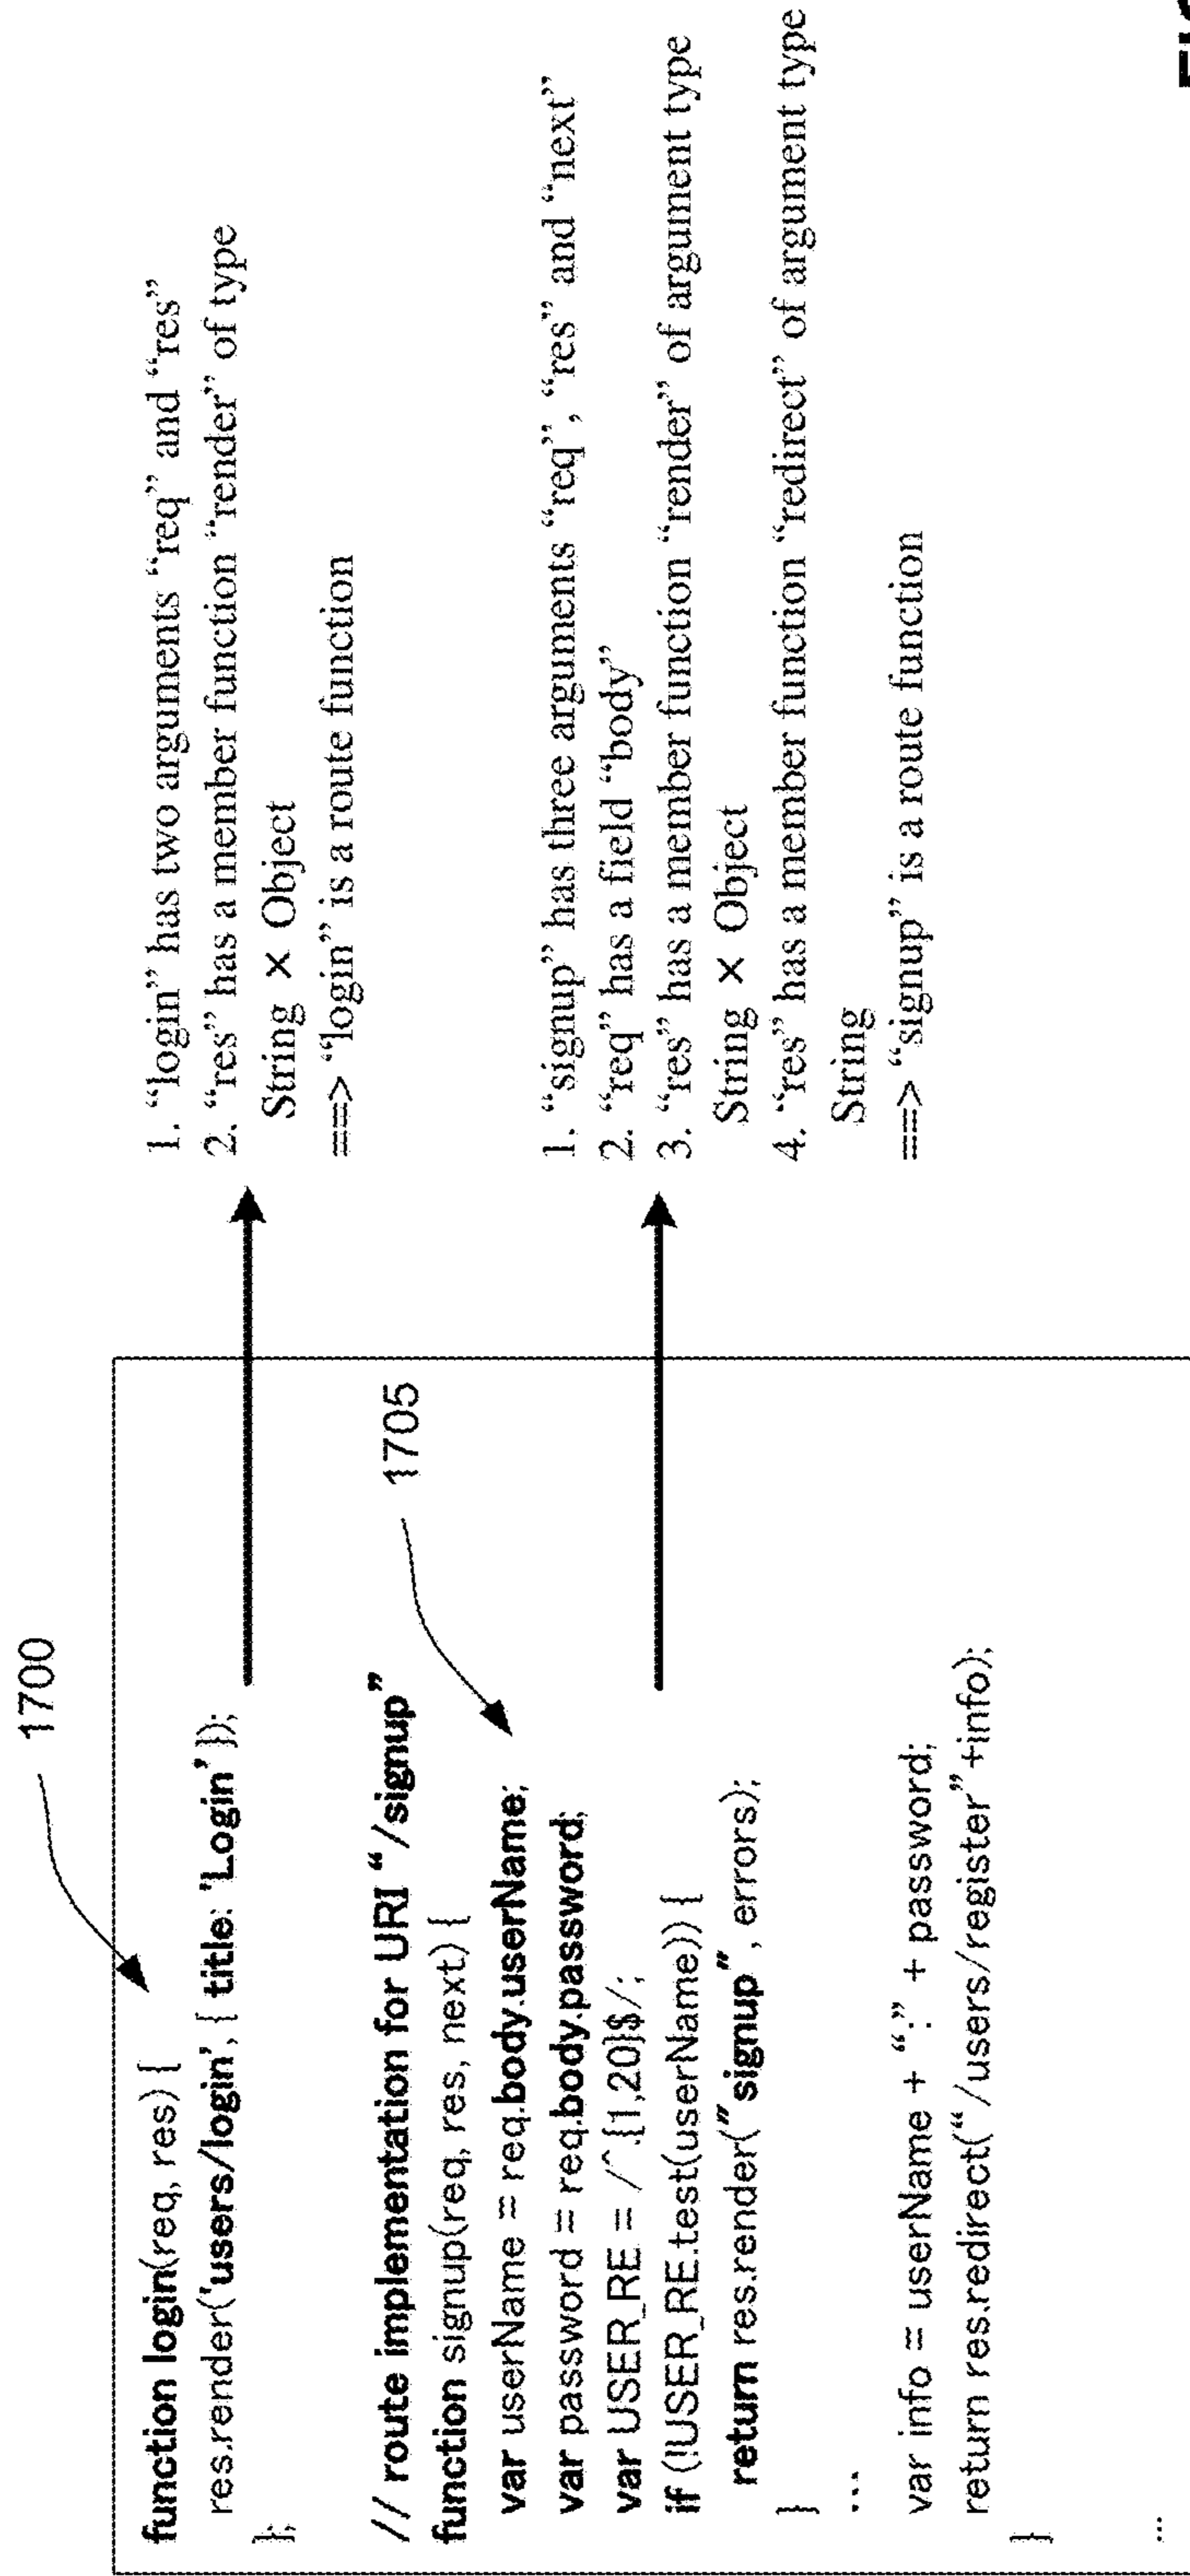 1700
function login(req, res) {
res.render('users/login', { title: 'Login' });
};
// route implementation for URI “/signup”
function signup(req, res, next) {
var userName = req.body.userName;
var password = req.body.password;
var USER_RE = /^.{1,20}$/;
if (!USER_RE.test(userName)) {
return res.render("signup", errors);
}
...
var info = userName + “:” + password;
return res.redirect(“/users/register”+info);
}
...
1705
1. “login” has two arguments “req” and “res”
2. “res” has a member function “render” of type
String × Object
==> “login” is a route function
1. “signup” has three arguments “req”, “res” and “next”
2. “req” has a field “body”
3. “res” has a member function “render” of argument type
String × Object
4. “res” has a member function “redirect” of argument type
String
==> “signup” is a route function